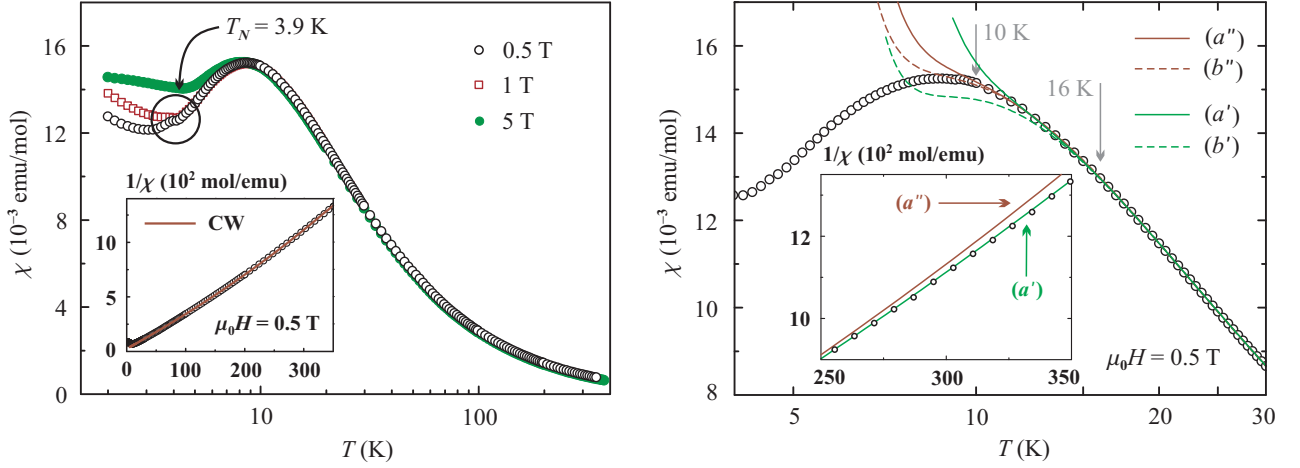 T_N = 3.9 K
16
12
8
4
0
χ (10⁻³ emu/mol)
0.5 T
1 T
5 T
1/χ (10² mol/emu)
CW
10
5
0
μ₀H = 0.5 T
0 100 200 300
10 100
T (K)
16
14
12
10
8
χ (10⁻³ emu/mol)
10 K
16 K
(a″)
(b″)
(a′)
(b′)
1/χ (10² mol/emu)
(a″)
(a′)
12
10
250 300 350
μ₀H = 0.5 T
5 10 15 20 25 30
T (K)